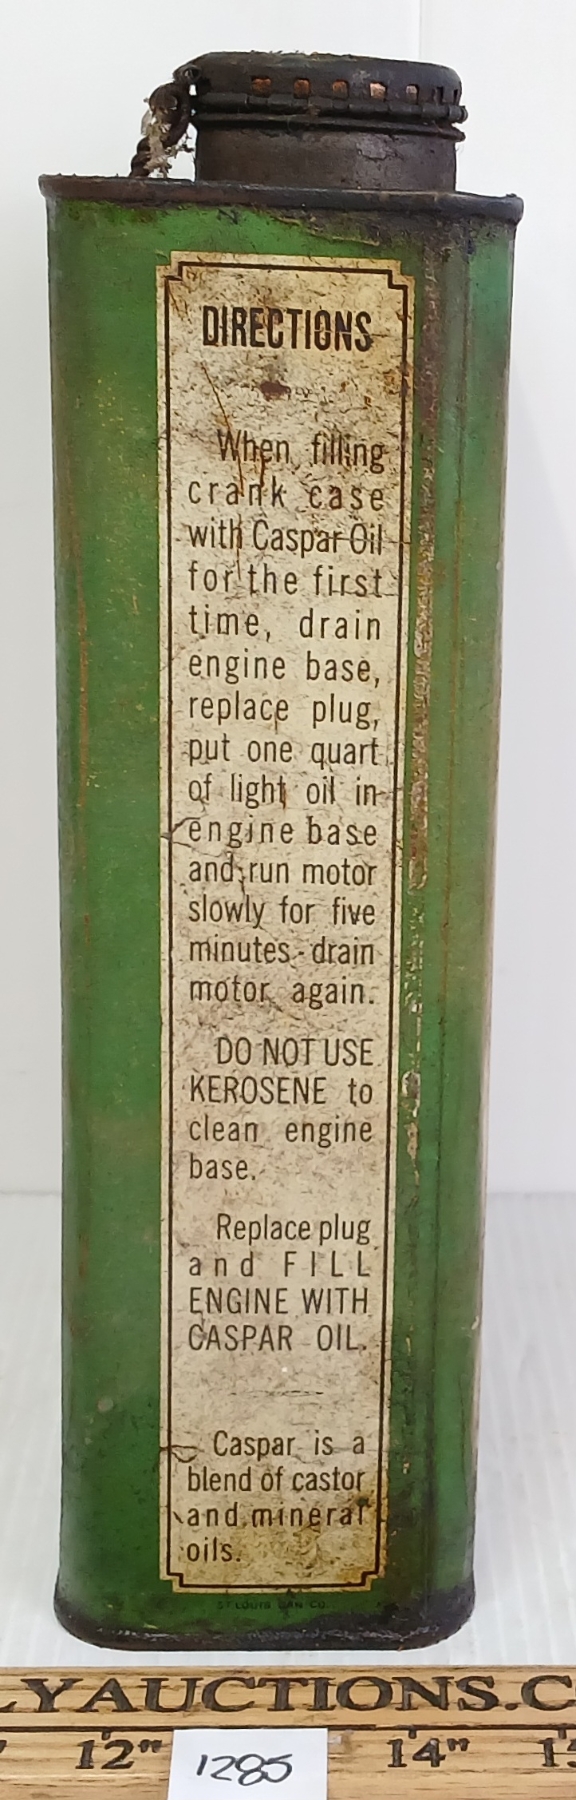 DIRECTIONS
When filling
crank case
with Caspar Oil
for the first
time, drain
engine base,
replace plug,
put one quart
of light oil in
engine base
and run motor
slowly for five
minutes - drain
motor again.
DO NOT USE
KEROSENE to
clean engine
base.
Replace plug
and FILL
ENGINE WITH
CASPAR OIL.
Caspar is a
blend of castor
and mineral
oils.
ST. LOUIS CAN CO.
LYAUCTIONS.C
12" 14" 15
1285